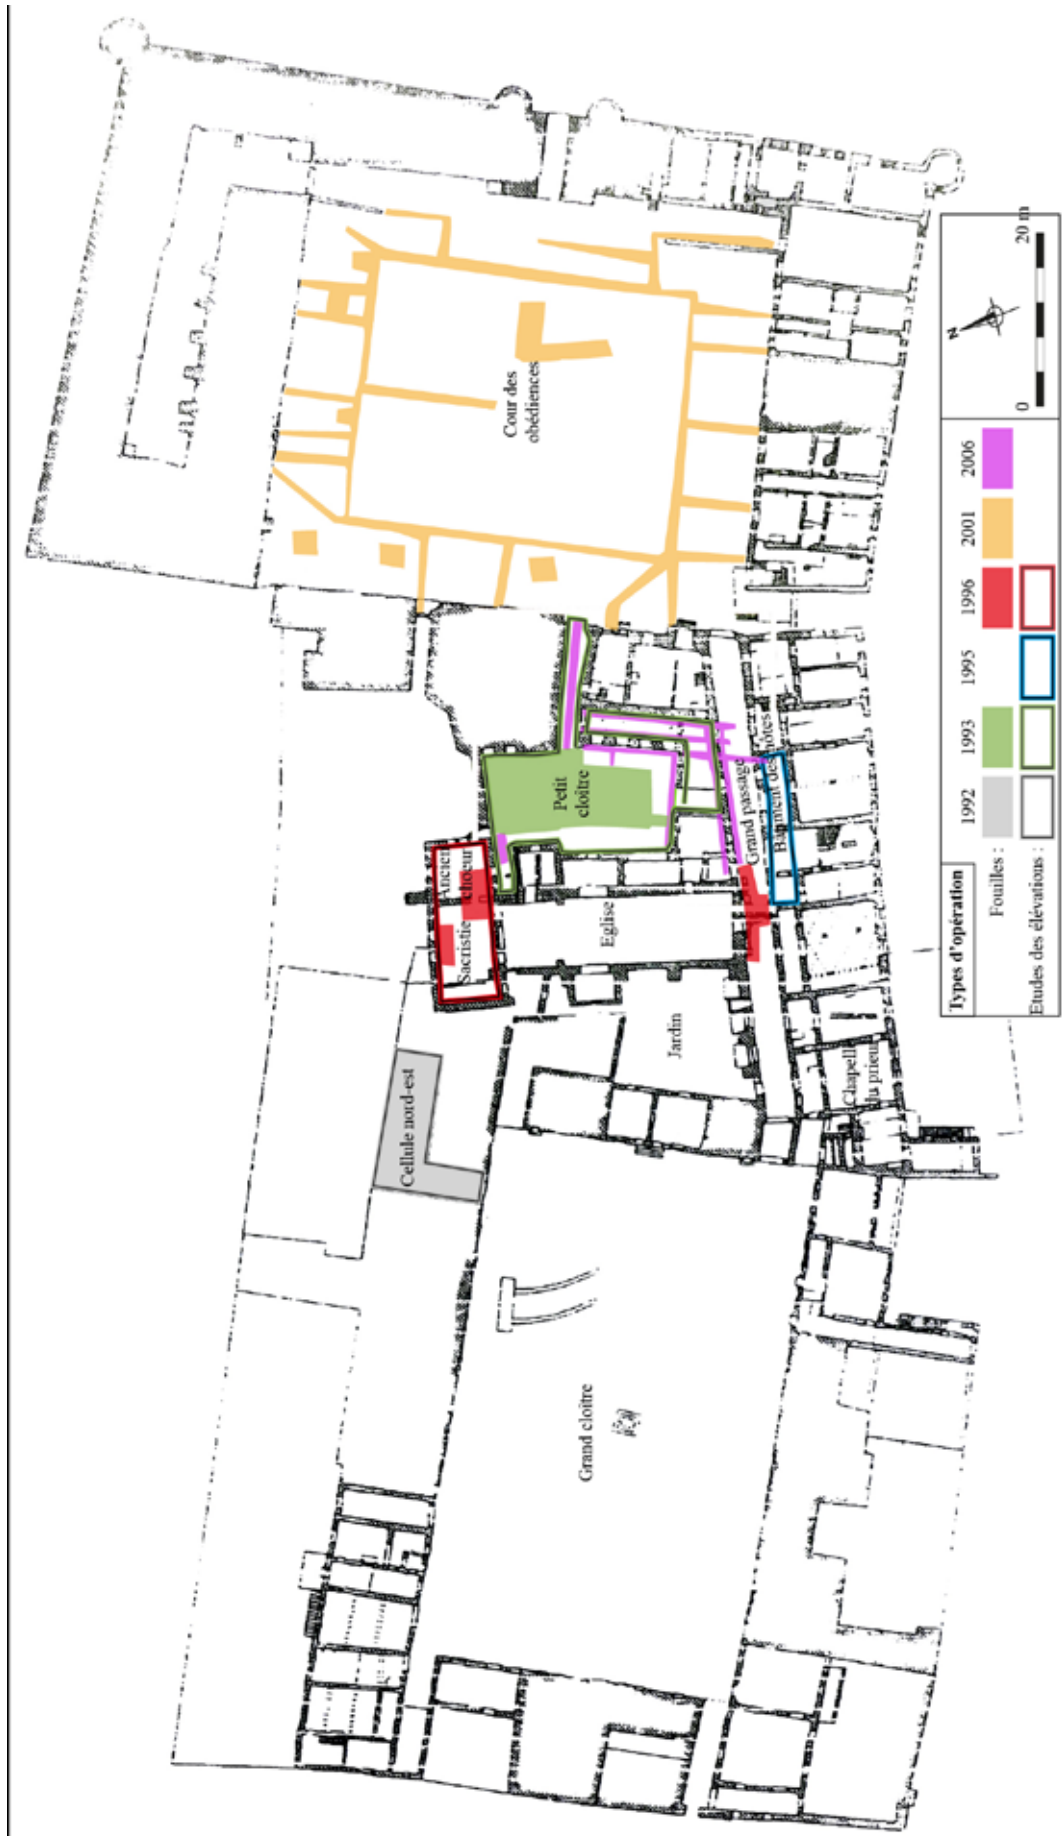 Cour des
obédiences
Petit
cloître
Grand passage
Bâtiment des hôtes
Ancien
choeur
Sacristie
Eglise
Jardin
Chapelle
du prieur
Cellule nord-est
Grand cloître
Types d'opération
1992 1993 1995 1996 2001 2006
Fouilles :
Etudes des élévations :
N
0 20 m